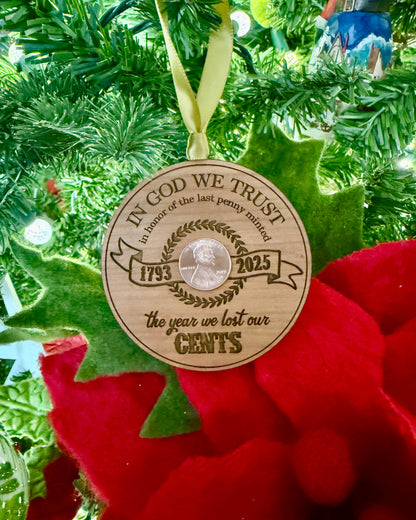 IN GOD WE TRUST
in honor of the last penny minted
1793 2025
the year we lost our
CENTS